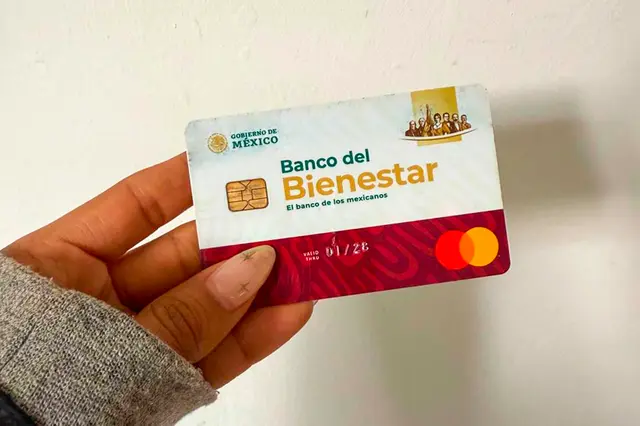 GOBIERNO DE
MÉXICO
Banco del
Bienestar
El banco de los mexicanos
VALID
THRU
01/28